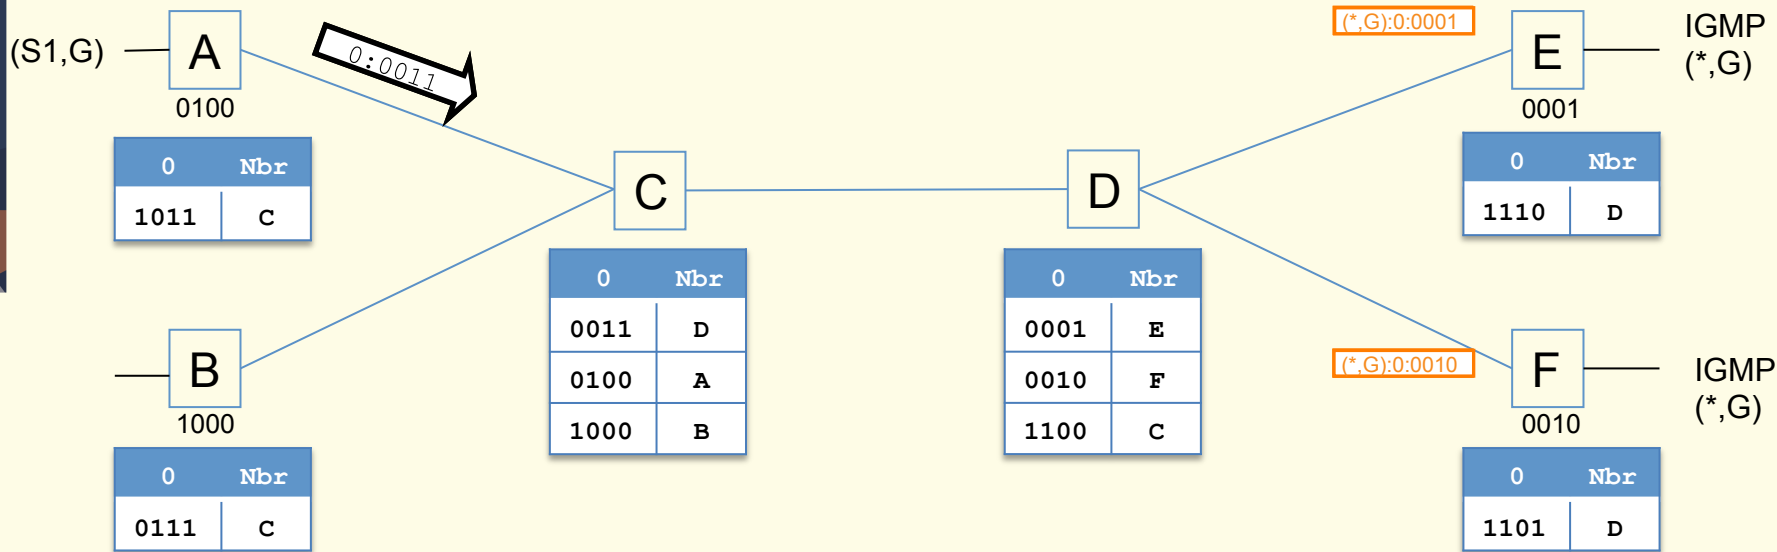 (*,G):0:0001
IGMP
(*,G)
(S1,G)
A
0:0011
E
0100
0001
0 Nbr
1011 C
0 Nbr
1110 D
C
D
0 Nbr
0011 D
0100 A
1000 B
0 Nbr
0001 E
0010 F
1100 C
B
1000
(*,G):0:0010
F
0010
IGMP
(*,G)
0 Nbr
0111 C
0 Nbr
1101 D